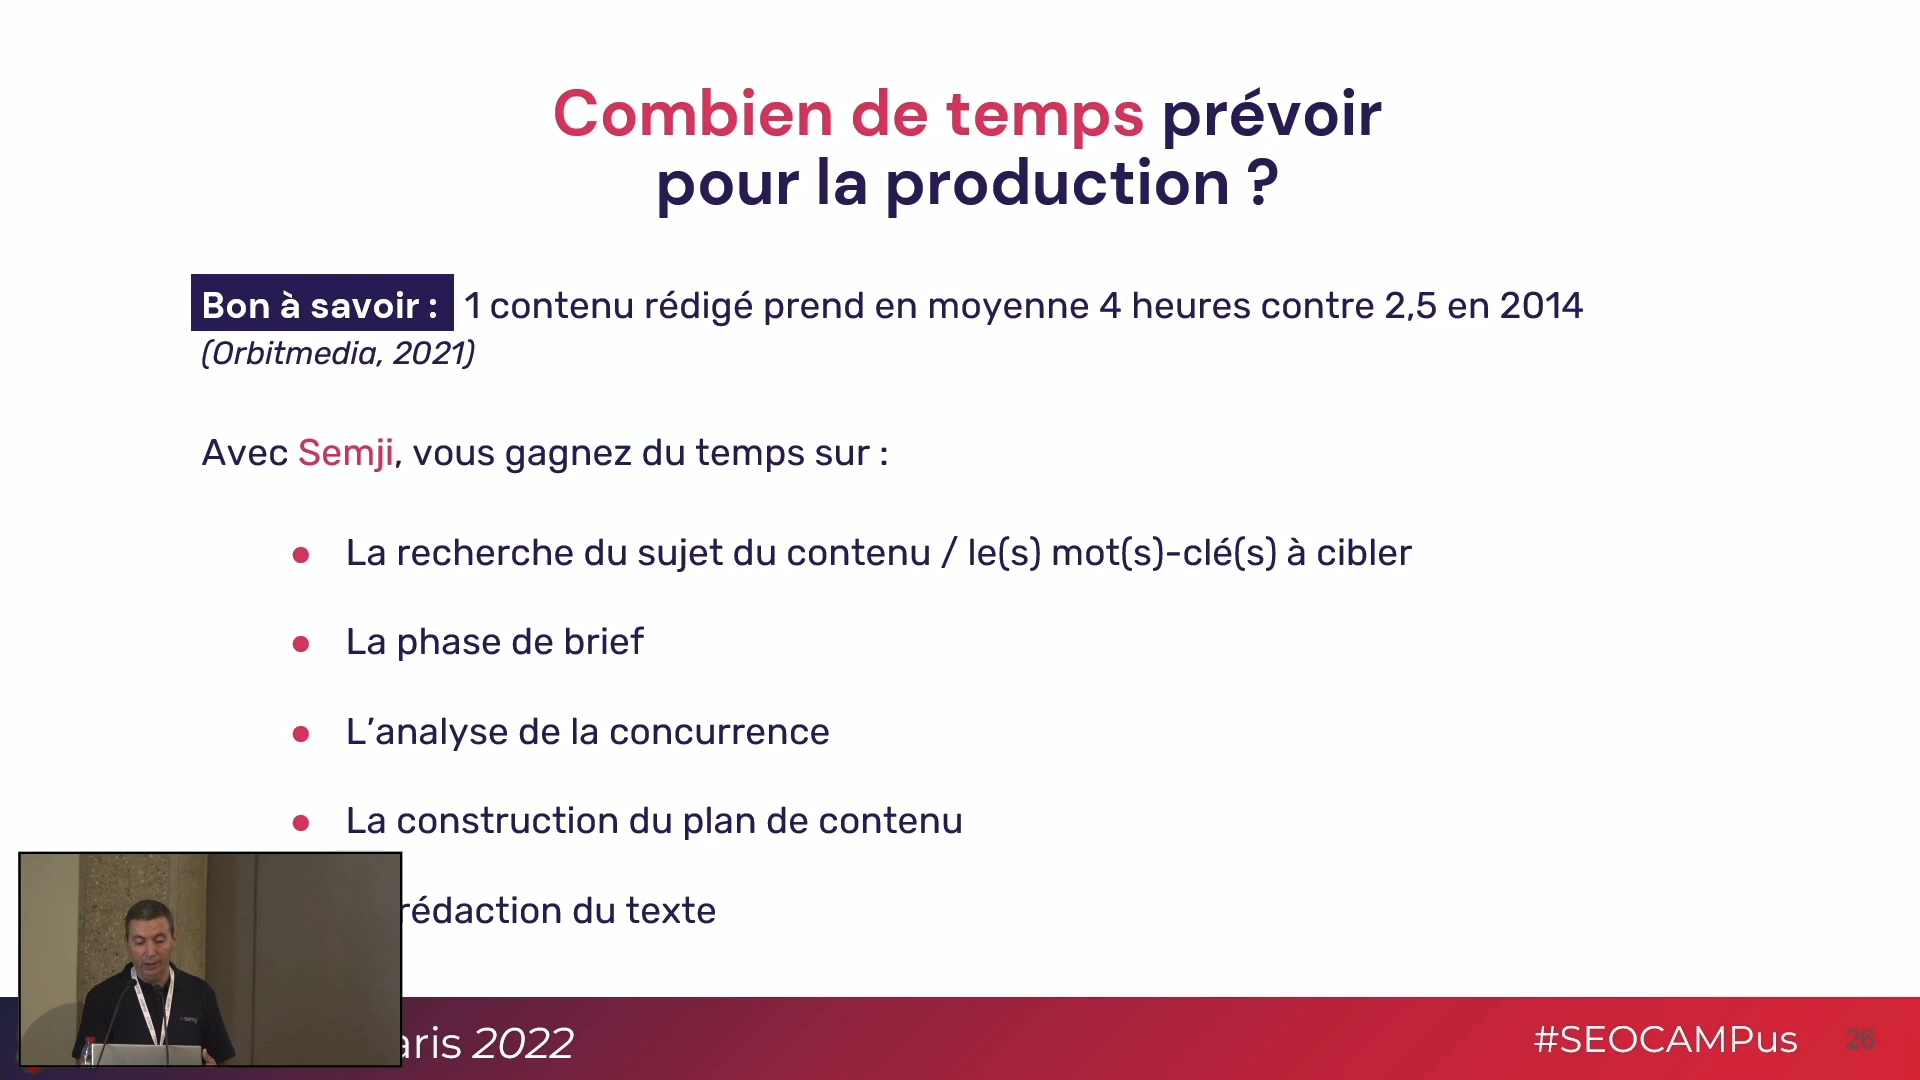 Combien de temps prévoir
pour la production ?
Bon à savoir : 1 contenu rédigé prend en moyenne 4 heures contre 2,5 en 2014
(Orbitmedia, 2021)
Avec Semji, vous gagnez du temps sur :
● La recherche du sujet du contenu / le(s) mot(s)-clé(s) à cibler
● La phase de brief
● L’analyse de la concurrence
● La construction du plan de contenu
rédaction du texte
aris 2022
#SEOCAMPus
26
semji